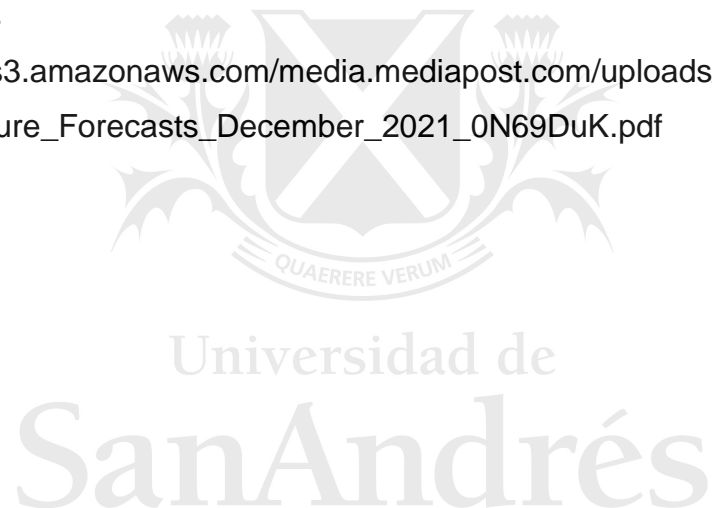 s3.amazonaws.com/media.mediapost.com/uploads
ure_Forecasts_December_2021_0N69DuK.pdf
QUAERERE VERUM
Universidad de
SanAndrés